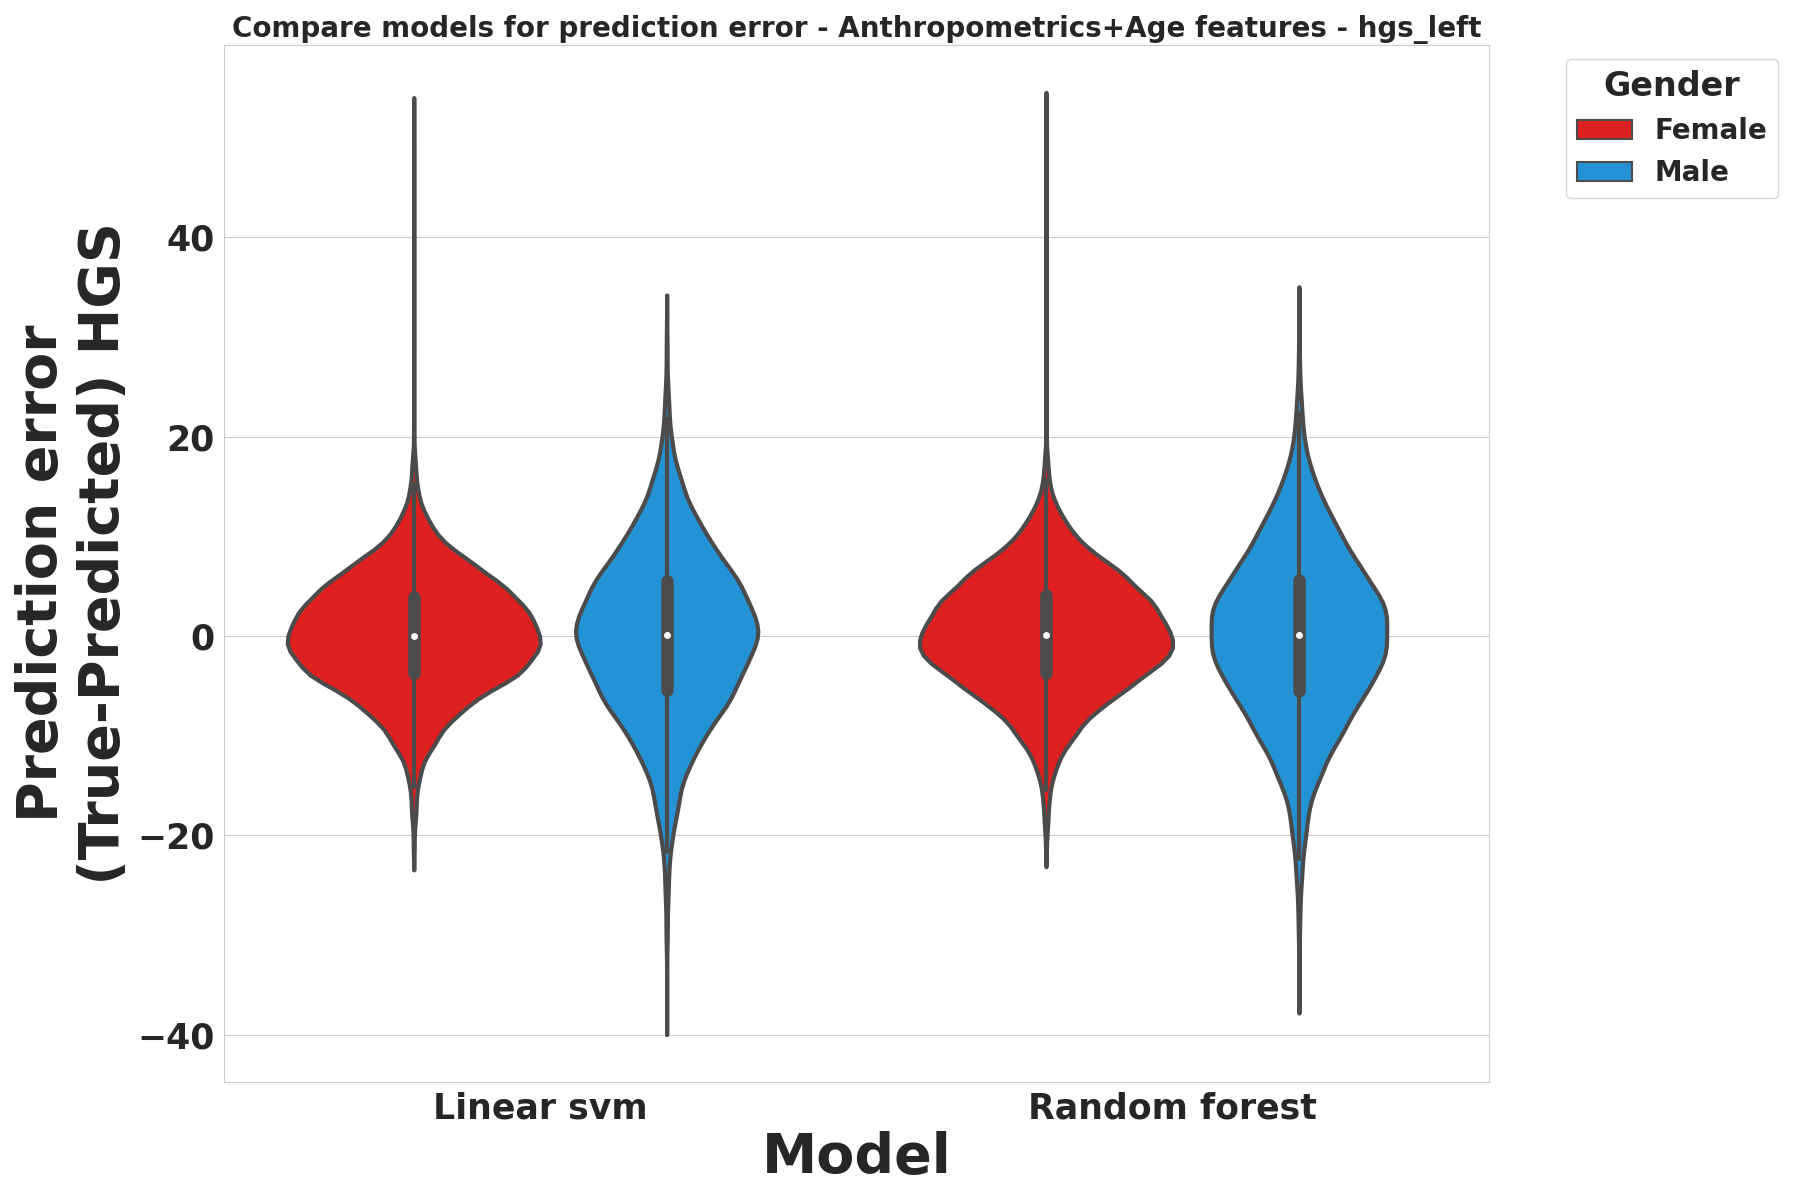 Compare models for prediction error - Anthropometrics+Age features - hgs_left
Gender
Female
Male
Prediction error
(True-Predicted) HGS
40
20
0
−20
−40
Linear svm
Random forest
Model